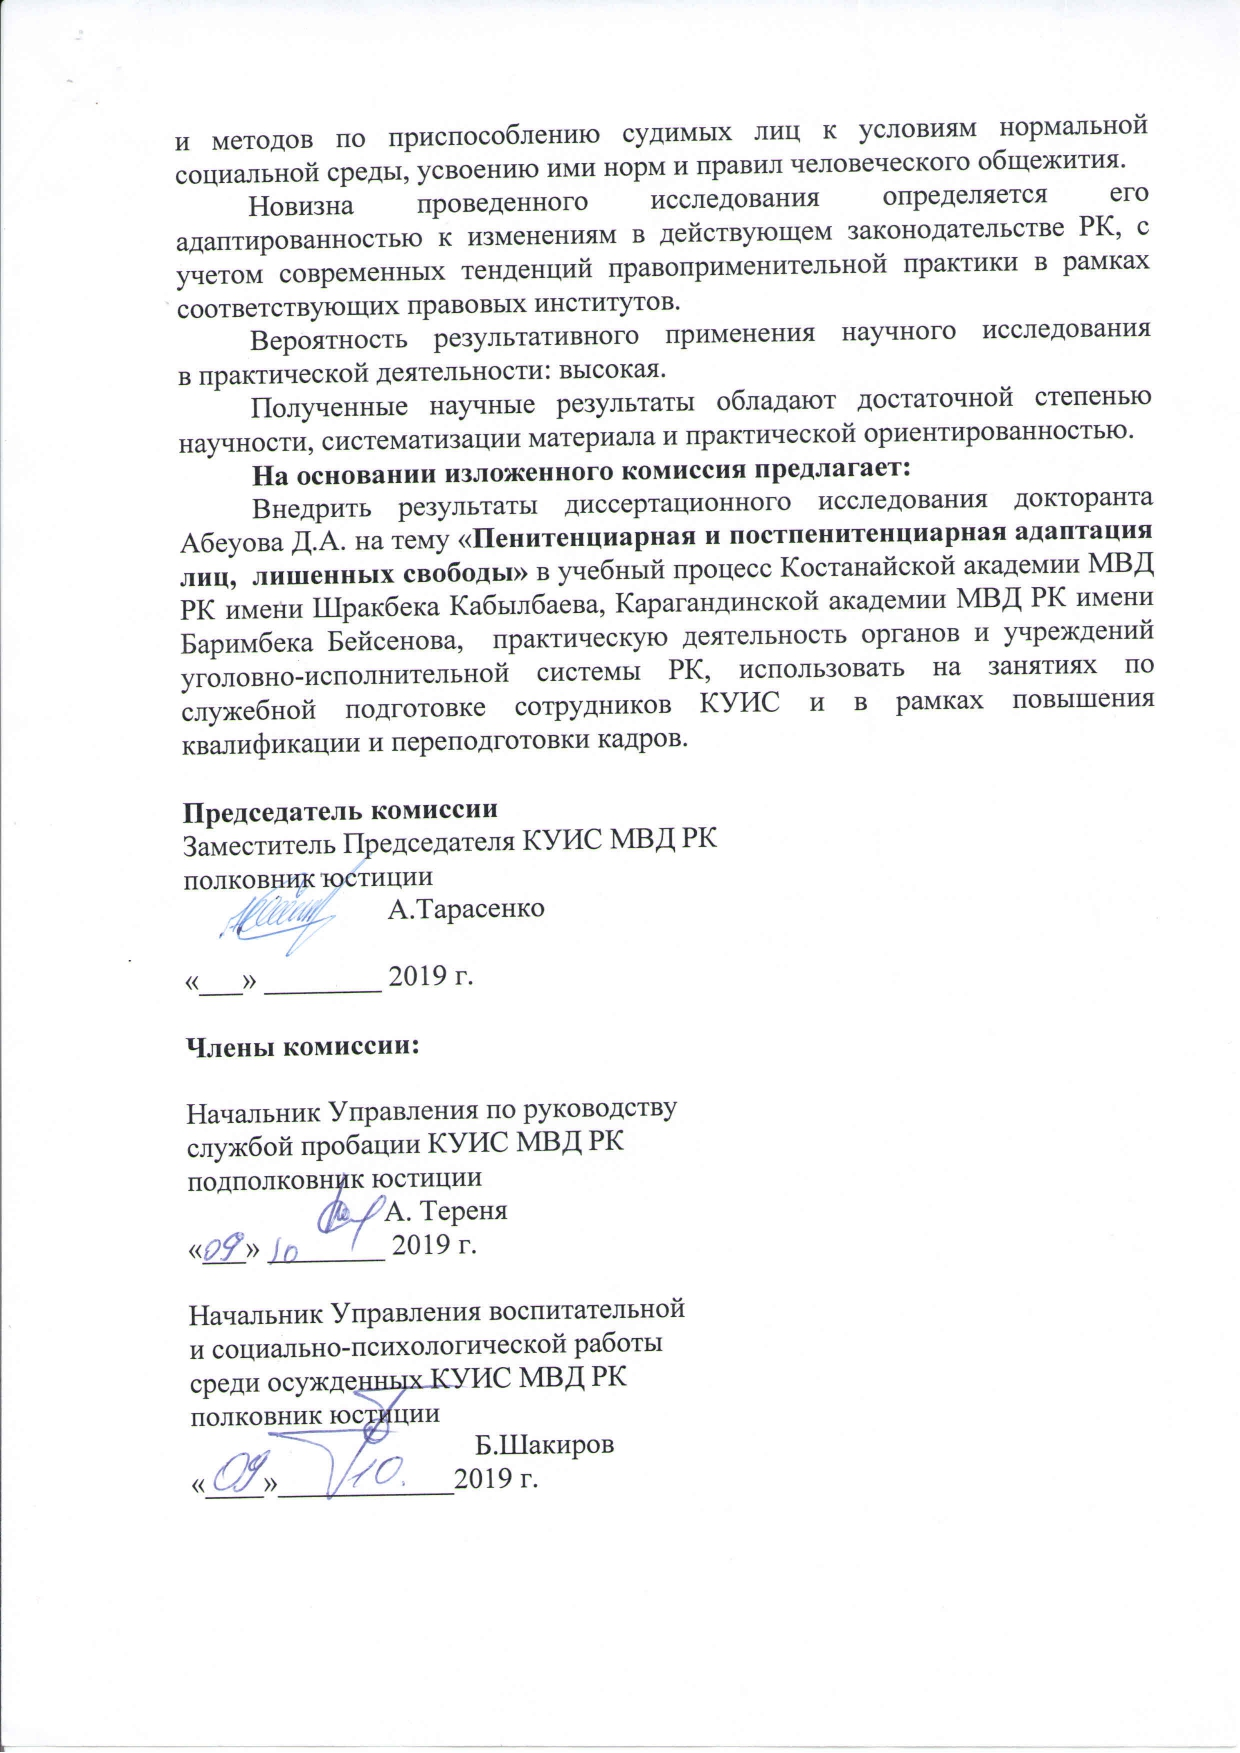 и методов по приспособлению судимых лиц к условиям нормальной
социальной среды, усвоению ими норм и правил человеческого общежития.
Новизна проведенного исследования определяется его
адаптированностью к изменениям в действующем законодательстве РК, с
учетом современных тенденций правоприменительной практики в рамках
соответствующих правовых институтов.
Вероятность результативного применения научного исследования
в практической деятельности: высокая.
Полученные научные результаты обладают достаточной степенью
научности, систематизации материала и практической ориентированностью.
На основании изложенного комиссия предлагает:
Внедрить результаты диссертационного исследования докторанта
Абеуова Д.А. на тему «Пенитенциарная и постпенитенциарная адаптация
лиц, лишенных свободы» в учебный процесс Костанайской академии МВД
РК имени Шракбека Кабылбаева, Карагандинской академии МВД РК имени
Баримбека Бейсенова, практическую деятельность органов и учреждений
уголовно-исполнительной системы РК, использовать на занятиях по
служебной подготовке сотрудников КУИС и в рамках повышения
квалификации и переподготовки кадров.
Председатель комиссии
Заместитель Председателя КУИС МВД РК
полковник юстиции
А.Тарасенко
«___» ________ 2019 г.
Члены комиссии:
Начальник Управления по руководству
службой пробации КУИС МВД РК
подполковник юстиции
А. Тереня
«09» 10 2019 г.
Начальник Управления воспитательной
и социально-психологической работы
среди осужденных КУИС МВД РК
полковник юстиции
Б.Шакиров
«09» 10. 2019 г.